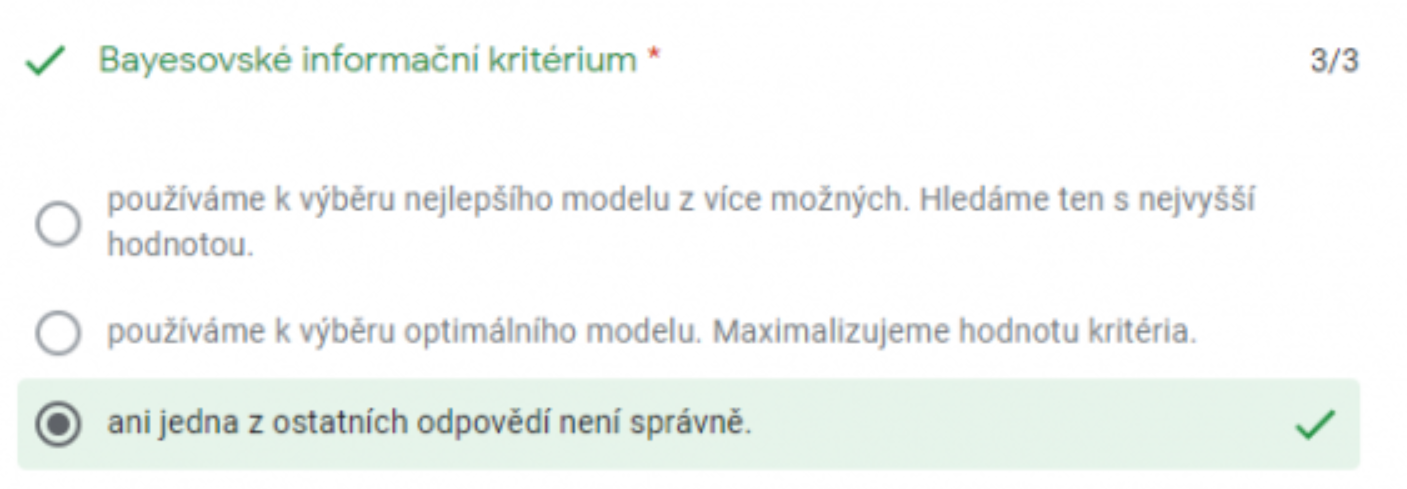 Bayesovské informační kritérium *
3/3
používáme k výběru nejlepšího modelu z více možných. Hledáme ten s nejvyšší
hodnotou.
používáme k výběru optimálního modelu. Maximalizujeme hodnotu kritéria.
ani jedna z ostatních odpovědí není správně.